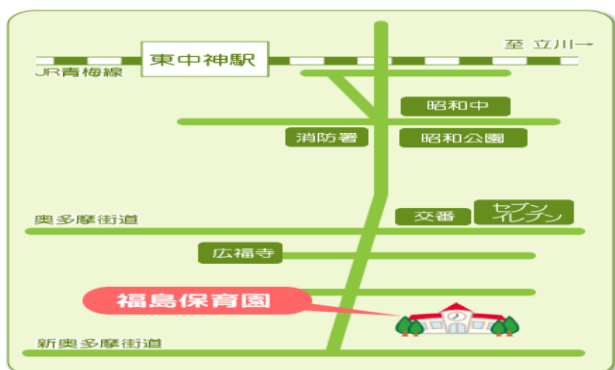 至 立川→
東中神駅
JR青梅線
昭和中
消防署
昭和公園
セブン
イレブン
交番
奥多摩街道
広福寺
福島保育園
新奥多摩街道